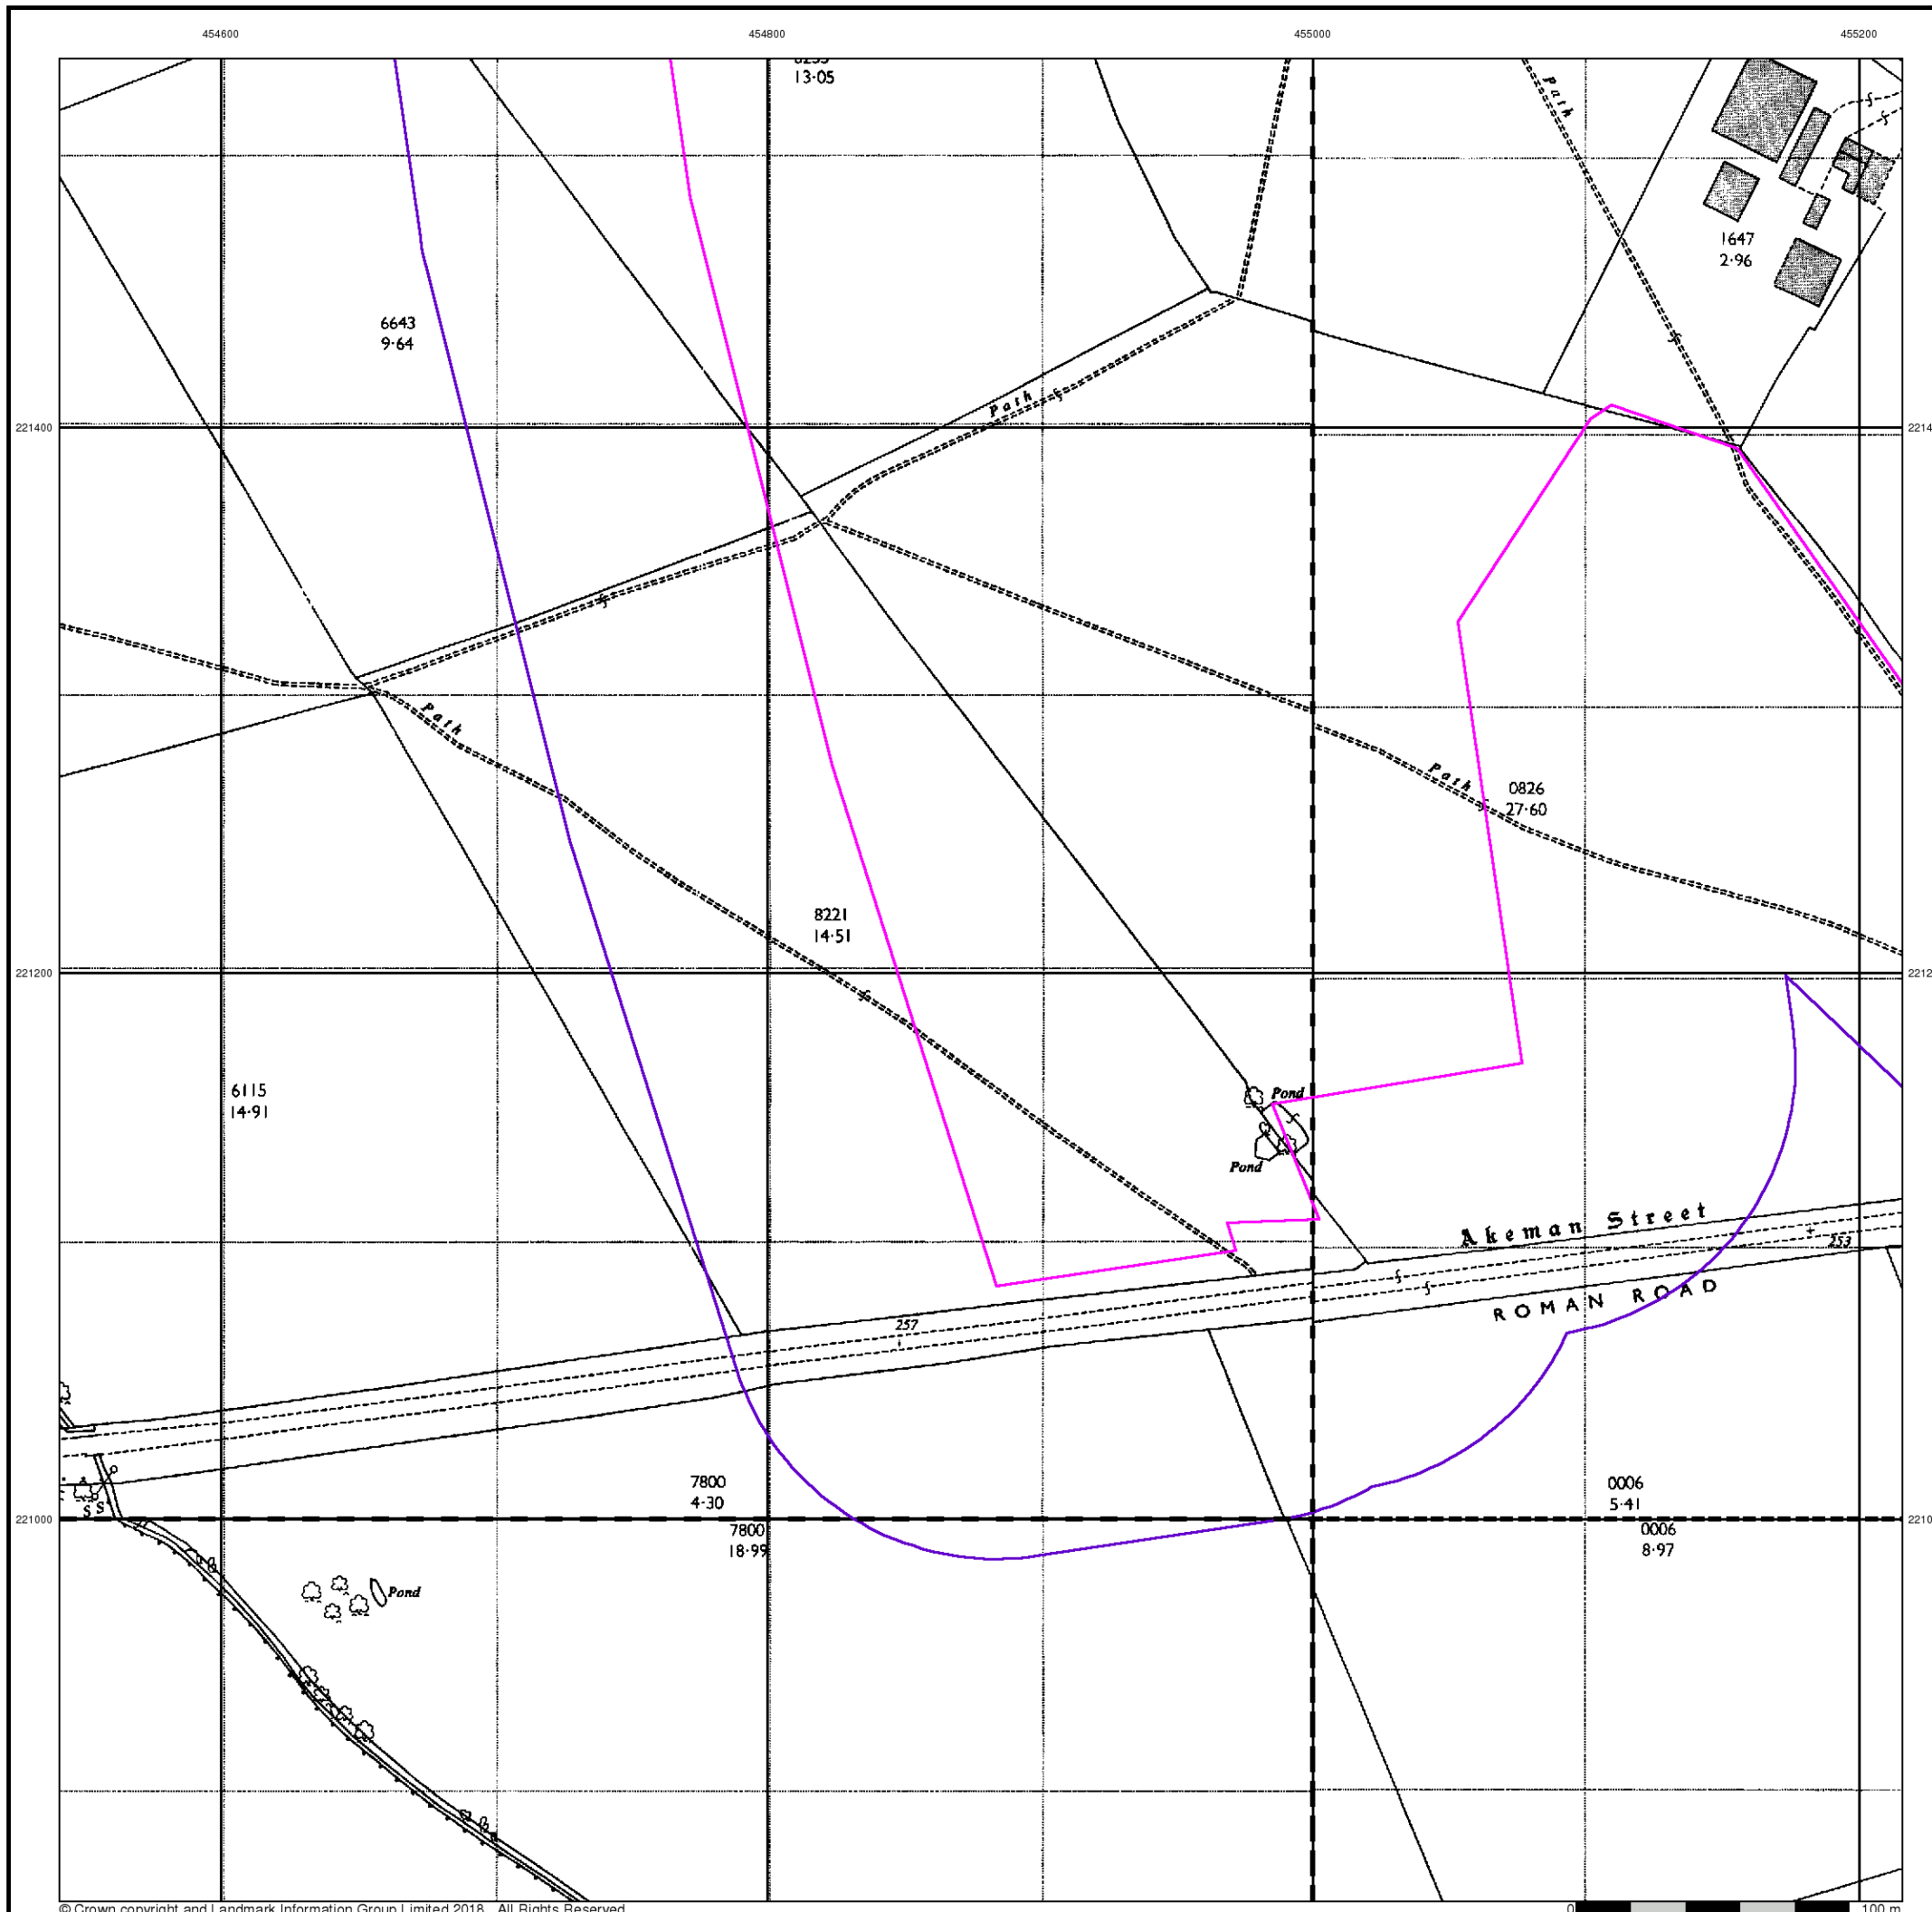 454600 454800 455000 455200
13·05
Path
1647
2·96
6643
9·64
Path
221400
Path
Path
0826
27·60
8221
14·51
221200
6115
14·91
Pond
Pond
Akeman Street
253
ROMAN ROAD
257
7800
4·30
0006
5·41
S S
221000
7800
18·99
0006
8·97
Pond
© Crown copyright and Landmark Information Group Limited 2018. All Rights Reserved.
0 100 m